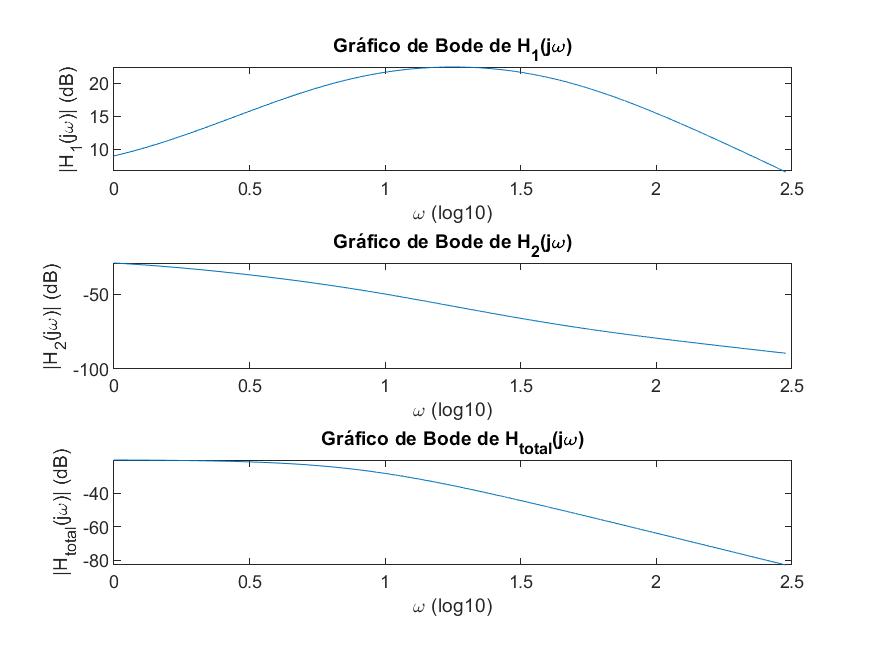 Gráfico de Bode de H1(jω)
|H1(jω)| (dB)
20
15
10
0 0.5 1 1.5 2 2.5
ω (log10)
Gráfico de Bode de H2(jω)
|H2(jω)| (dB)
-50
-100
0 0.5 1 1.5 2 2.5
ω (log10)
Gráfico de Bode de Htotal(jω)
|Htotal(jω)| (dB)
-40
-60
-80
0 0.5 1 1.5 2 2.5
ω (log10)